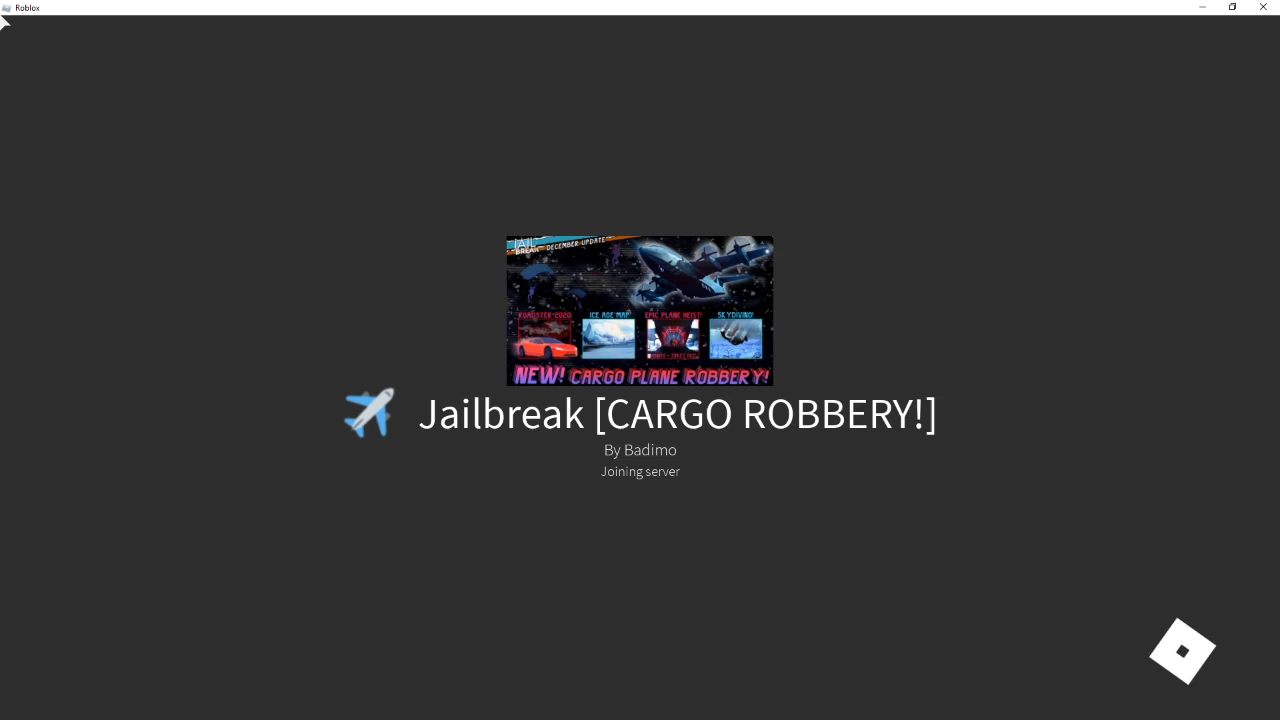 Roblox
JAIL
BREAK DECEMBER UPDATE
ROADSTER 2020 ICE AGE MAP EPIC PLANE HEIST! SKYDIVING!
NEW! CARGO PLANE ROBBERY!
Jailbreak [CARGO ROBBERY!]
By Badimo
Joining server